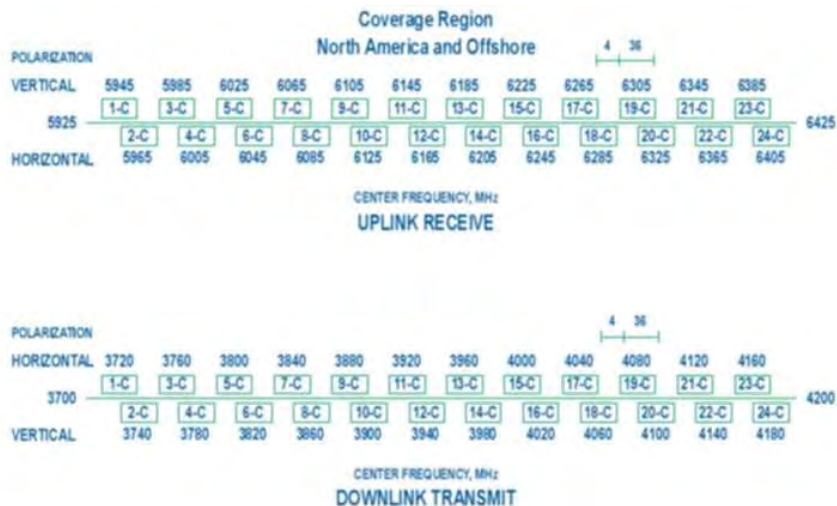 Coverage Region
North America and Offshore
4 36
POLARIZATION
VERTICAL 5945 5985 6025 6065 6105 6145 6185 6225 6265 6305 6345 6385
1-C 3-C 5-C 7-C 9-C 11-C 13-C 15-C 17-C 19-C 21-C 23-C
5925 6425
2-C 4-C 6-C 8-C 10-C 12-C 14-C 16-C 18-C 20-C 22-C 24-C
HORIZONTAL 5965 6005 6045 6085 6125 6165 6205 6245 6285 6325 6365 6405
CENTER FREQUENCY, MHz
UPLINK RECEIVE
4 36
POLARIZATION
HORIZONTAL 3720 3760 3800 3840 3880 3920 3960 4000 4040 4080 4120 4160
1-C 3-C 5-C 7-C 9-C 11-C 13-C 15-C 17-C 19-C 21-C 23-C
3700 4200
2-C 4-C 6-C 8-C 10-C 12-C 14-C 16-C 18-C 20-C 22-C 24-C
VERTICAL 3740 3780 3820 3860 3900 3940 3980 4020 4060 4100 4140 4180
CENTER FREQUENCY, MHz
DOWNLINK TRANSMIT